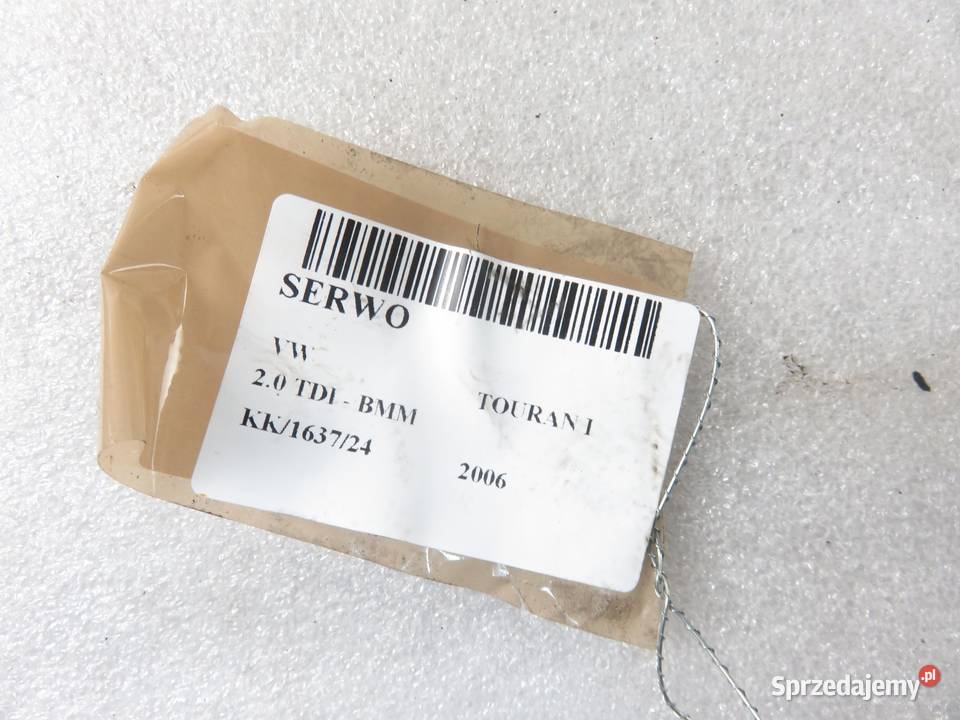 SERWO
VW TOURAN I
2.0 TDI - BMM
KK/1637/24 2006
Sprzedajemy.pl